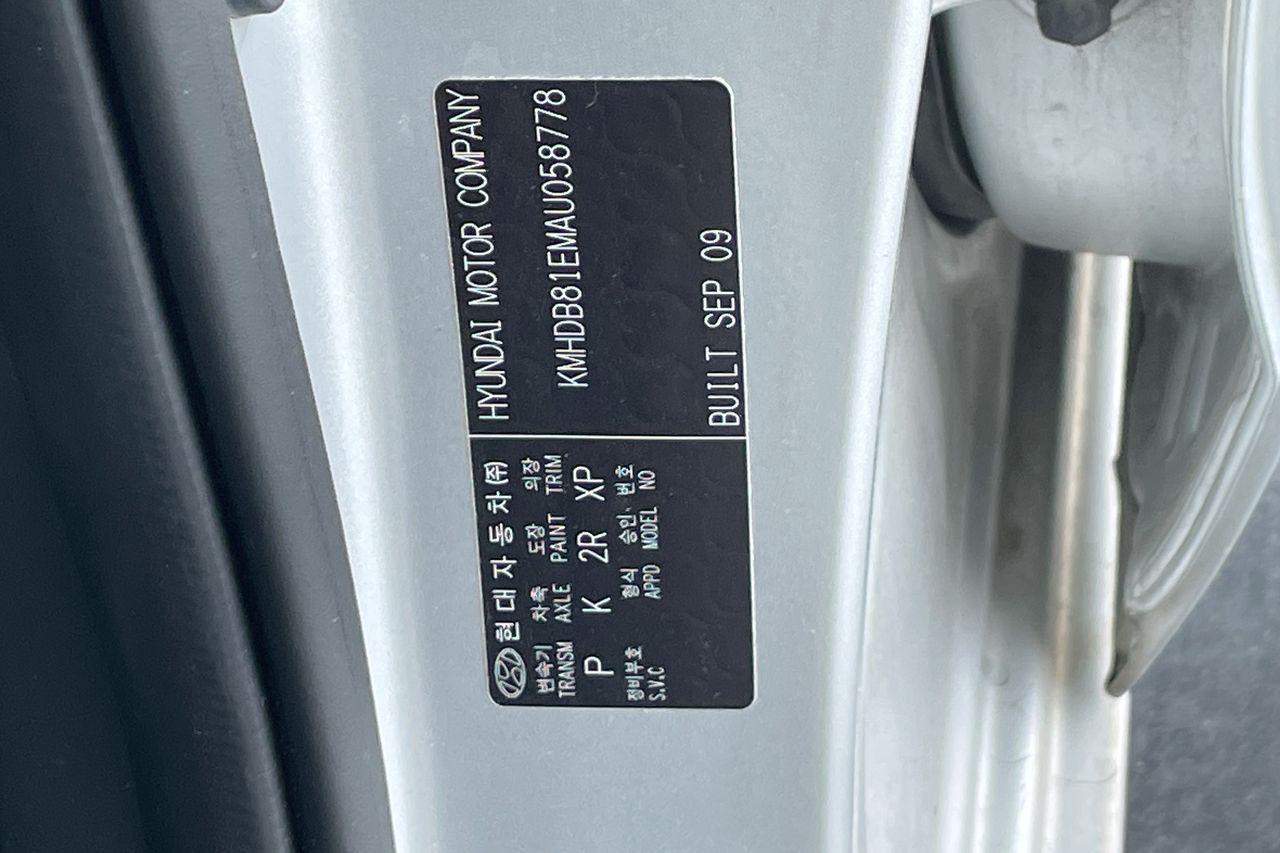 현대자동차(주) HYUNDAI MOTOR COMPANY
변속기 차축 도장 의장
TRANSM AXLE PAINT TRIM
P K 2R XP
KMHDB81EMAU058778
정비부호 형식 승인 번호
S.V.C APPD MODEL NO
BUILT SEP 09